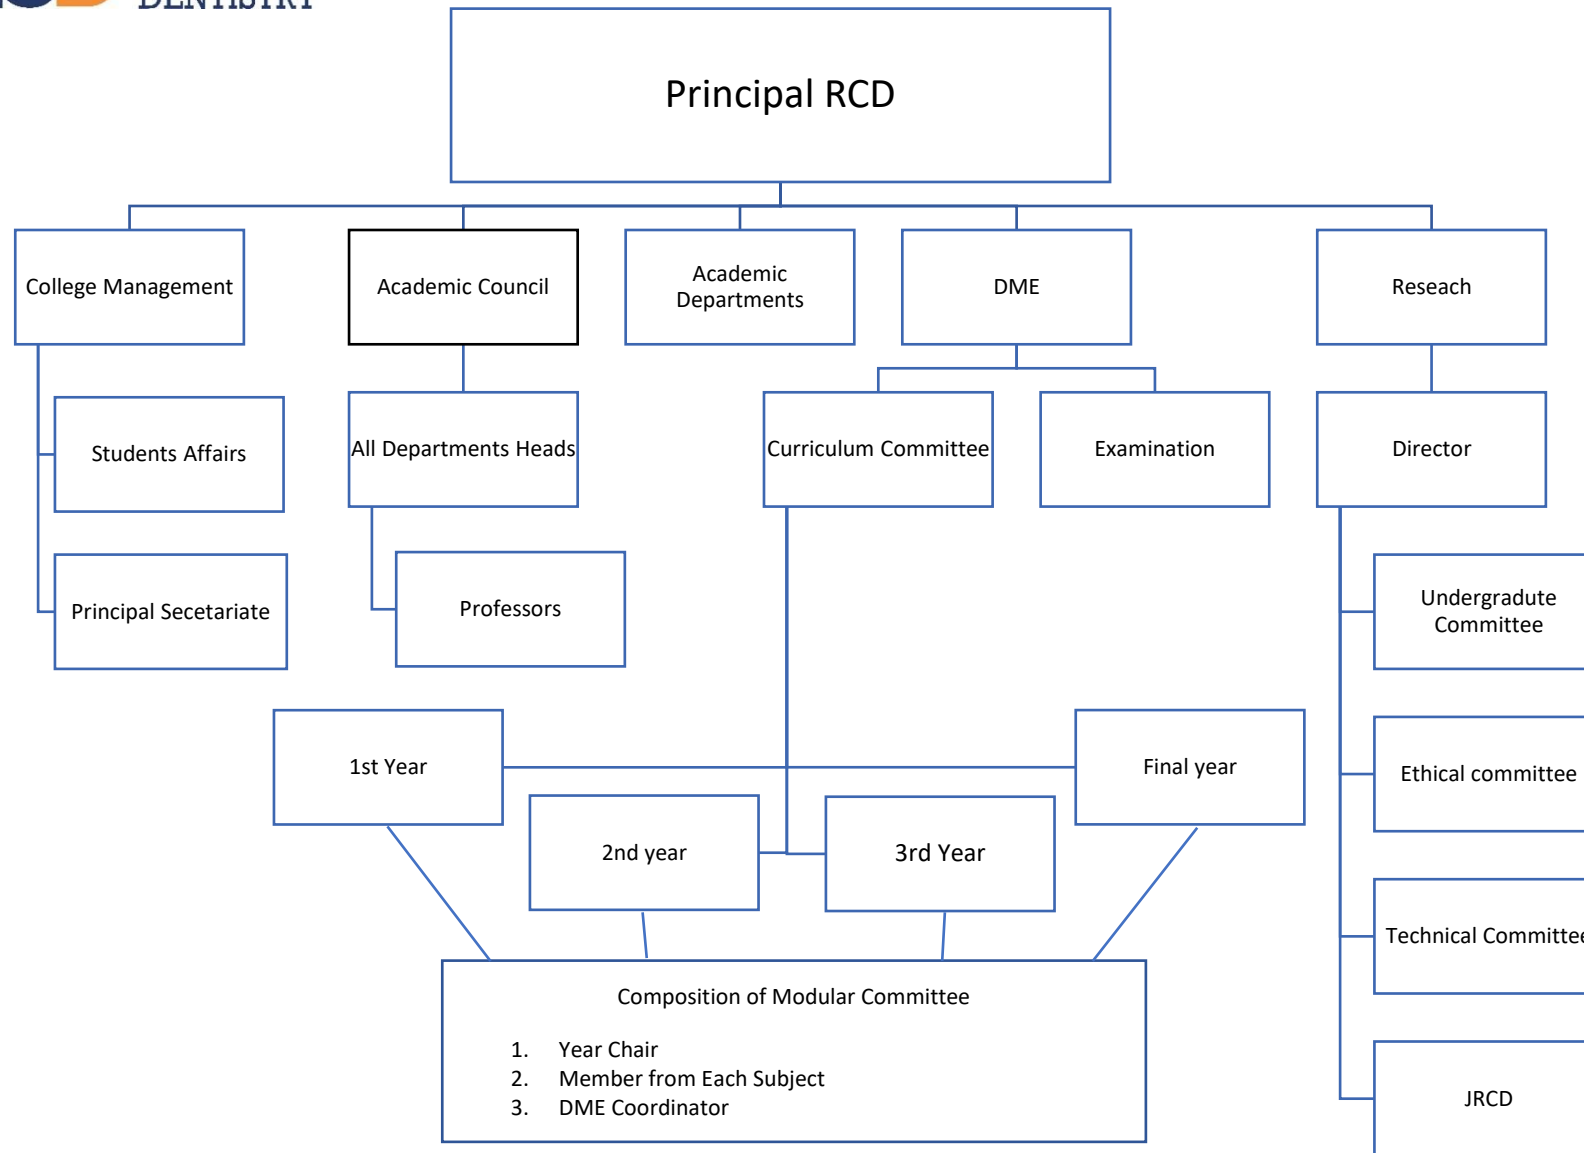 DENTISTRY
Principal RCD
College Management
Academic Council
Academic
Departments
DME
Reseach
Students Affairs
All Departments Heads
Curriculum Committee
Examination
Director
Principal Secetariate
Professors
Undergradute
Committee
1st Year
Final year
Ethical committee
2nd year
3rd Year
Technical Committee
Composition of Modular Committee
1. Year Chair
2. Member from Each Subject
3. DME Coordinator
JRCD